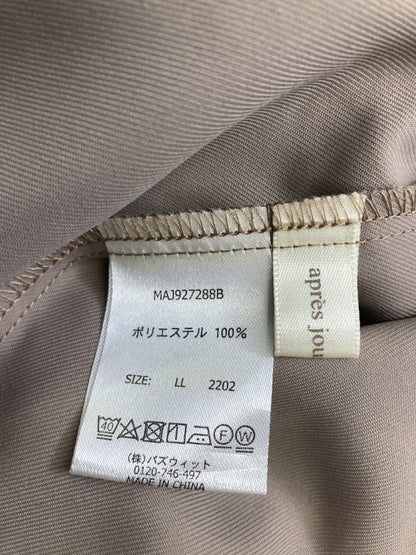 MAJ927288B
ポリエステル 100%
SIZE: LL 2202
40 F W
(株)バズウィット
0120-746-497
MADE IN CHINA
après jou